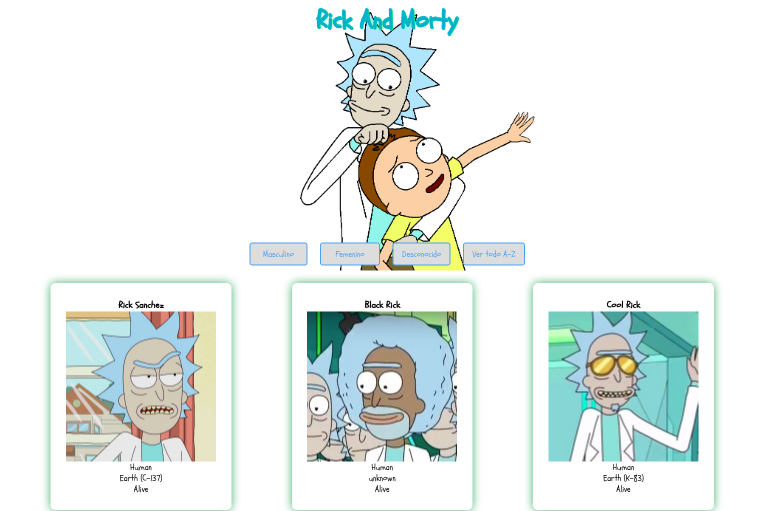 Rick And Morty
Masculino
Femenino
Desconocido
Ver todo A-Z
Rick Sanchez
Human
Earth (C-137)
Alive
Black Rick
Human
unknown
Alive
Cool Rick
Human
Earth (K-83)
Alive